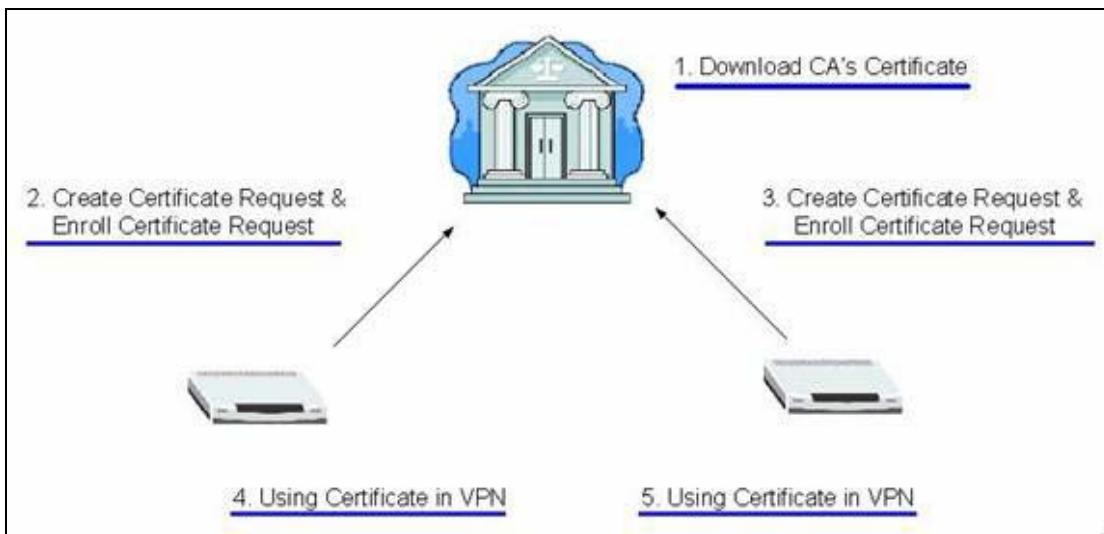 1. Download CA's Certificate
2. Create Certificate Request &
Enroll Certificate Request
3. Create Certificate Request &
Enroll Certificate Request
4. Using Certificate in VPN
5. Using Certificate in VPN